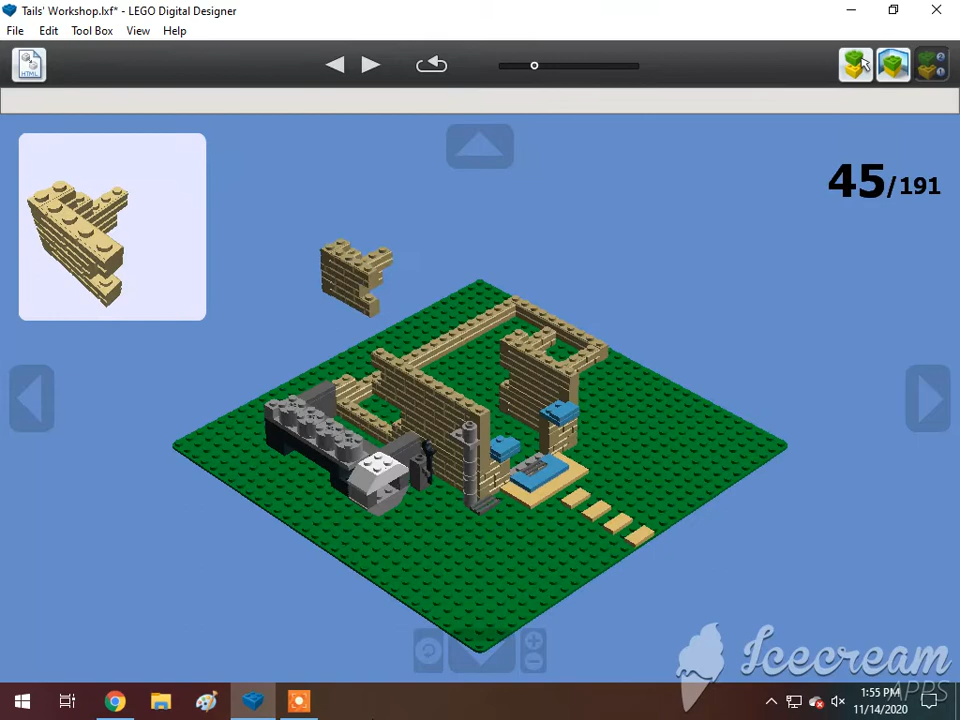 Tails' Workshop.lxf* - LEGO Digital Designer
File Edit Tool Box View Help
HTML
45/191
Icecream
APPS
1:55 PM
11/14/2020